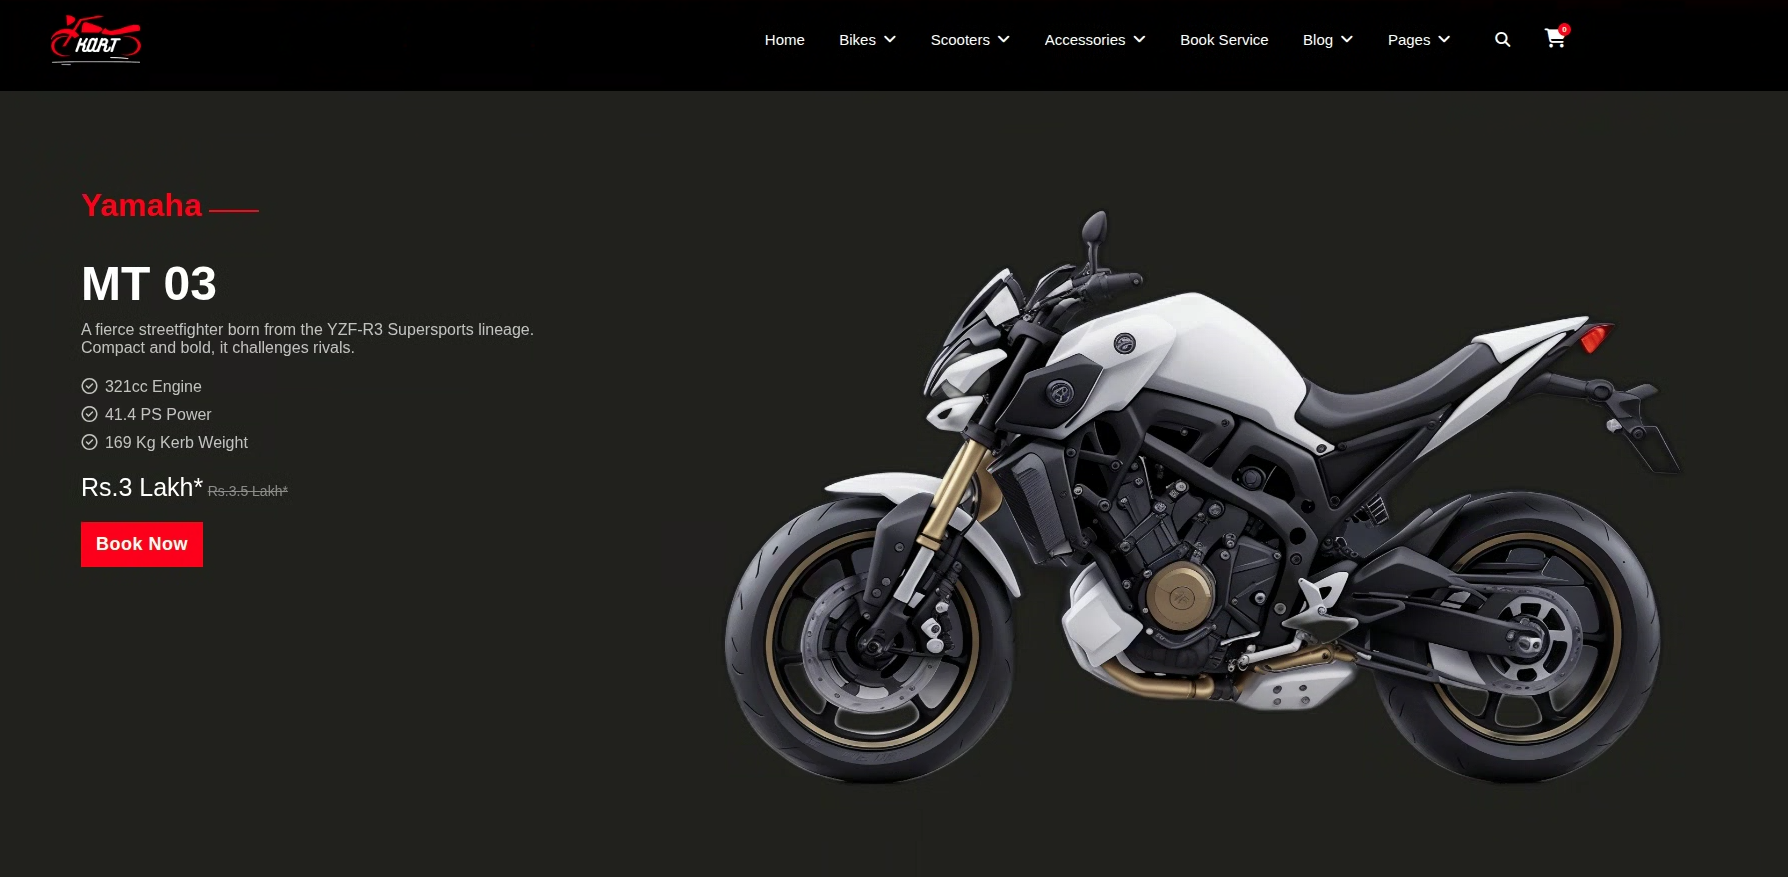 KART
Home
Bikes
Scooters
Accessories
Book Service
Blog
Pages
0
Yamaha
MT 03
A fierce streetfighter born from the YZF-R3 Supersports lineage.
Compact and bold, it challenges rivals.
321cc Engine
41.4 PS Power
169 Kg Kerb Weight
Rs.3 Lakh* Rs.3.5 Lakh*
Book Now